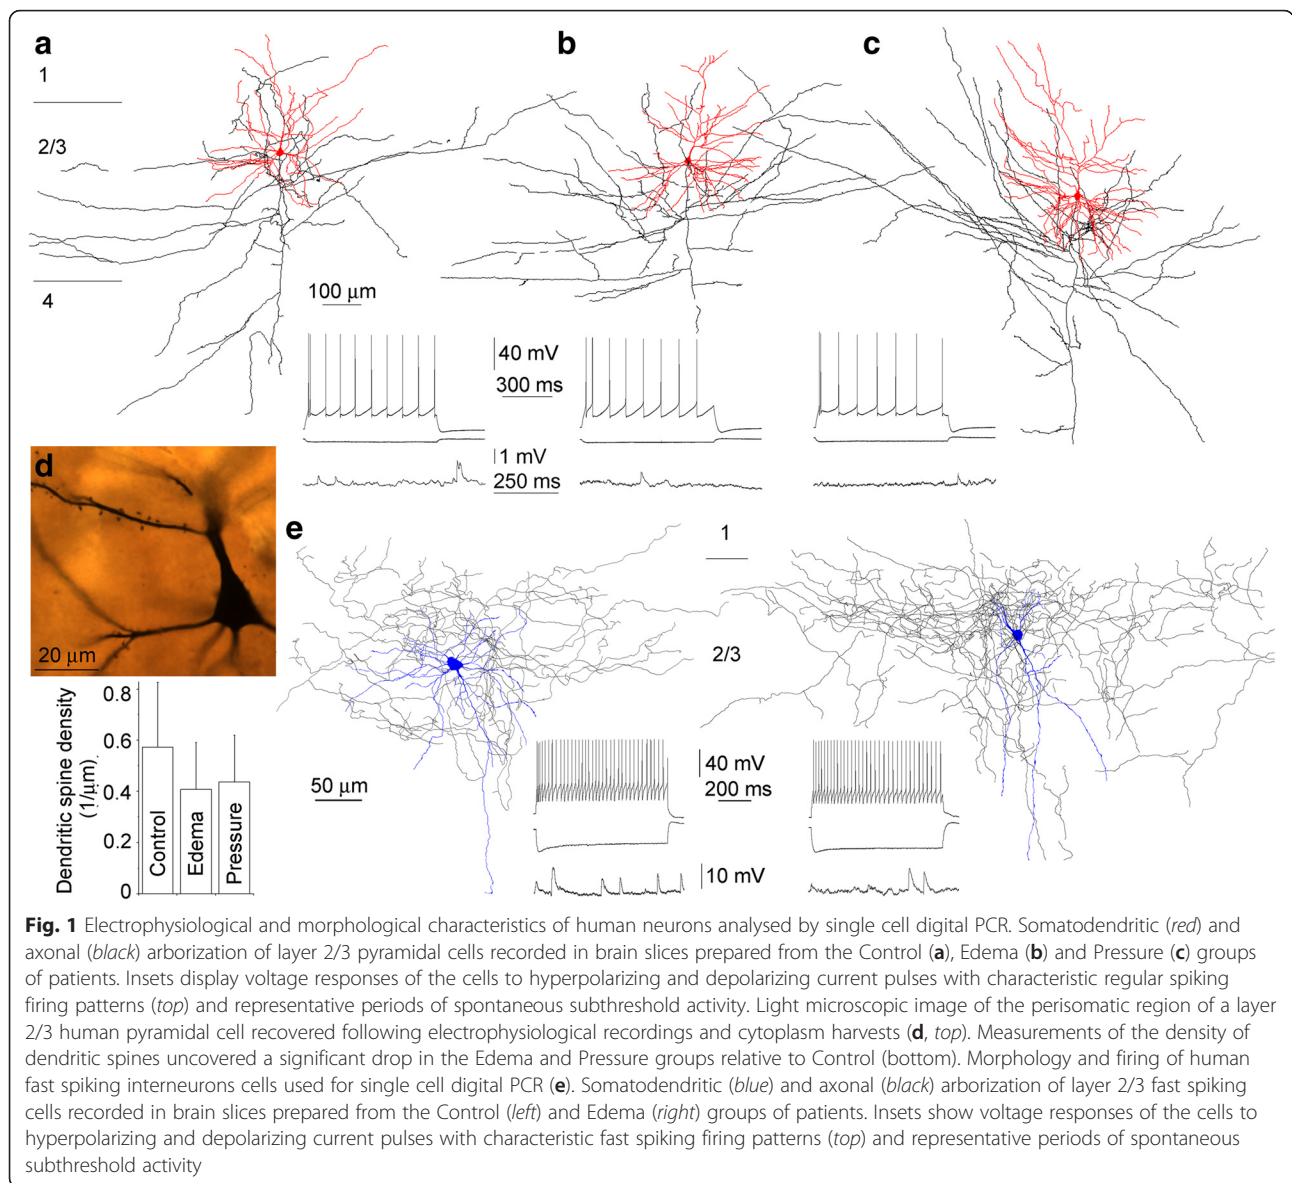 a
b
c
1
2/3
4
100 μm
40 mV
300 ms
1 mV
250 ms
d
20 μm
e
1
2/3
50 μm
40 mV
200 ms
10 mV
Dendritic spine density
(1/μm)
0.8
0.6
0.4
0.2
0
Control
Edema
Pressure
Fig. 1 Electrophysiological and morphological characteristics of human neurons analysed by single cell digital PCR. Somatodendritic (red) and
axonal (black) arborization of layer 2/3 pyramidal cells recorded in brain slices prepared from the Control (a), Edema (b) and Pressure (c) groups
of patients. Insets display voltage responses of the cells to hyperpolarizing and depolarizing current pulses with characteristic regular spiking
firing patterns (top) and representative periods of spontaneous subthreshold activity. Light microscopic image of the perisomatic region of a layer
2/3 human pyramidal cell recovered following electrophysiological recordings and cytoplasm harvests (d, top). Measurements of the density of
dendritic spines uncovered a significant drop in the Edema and Pressure groups relative to Control (bottom). Morphology and firing of human
fast spiking interneurons cells used for single cell digital PCR (e). Somatodendritic (blue) and axonal (black) arborization of layer 2/3 fast spiking
cells recorded in brain slices prepared from the Control (left) and Edema (right) groups of patients. Insets show voltage responses of the cells to
hyperpolarizing and depolarizing current pulses with characteristic fast spiking firing patterns (top) and representative periods of spontaneous
subthreshold activity